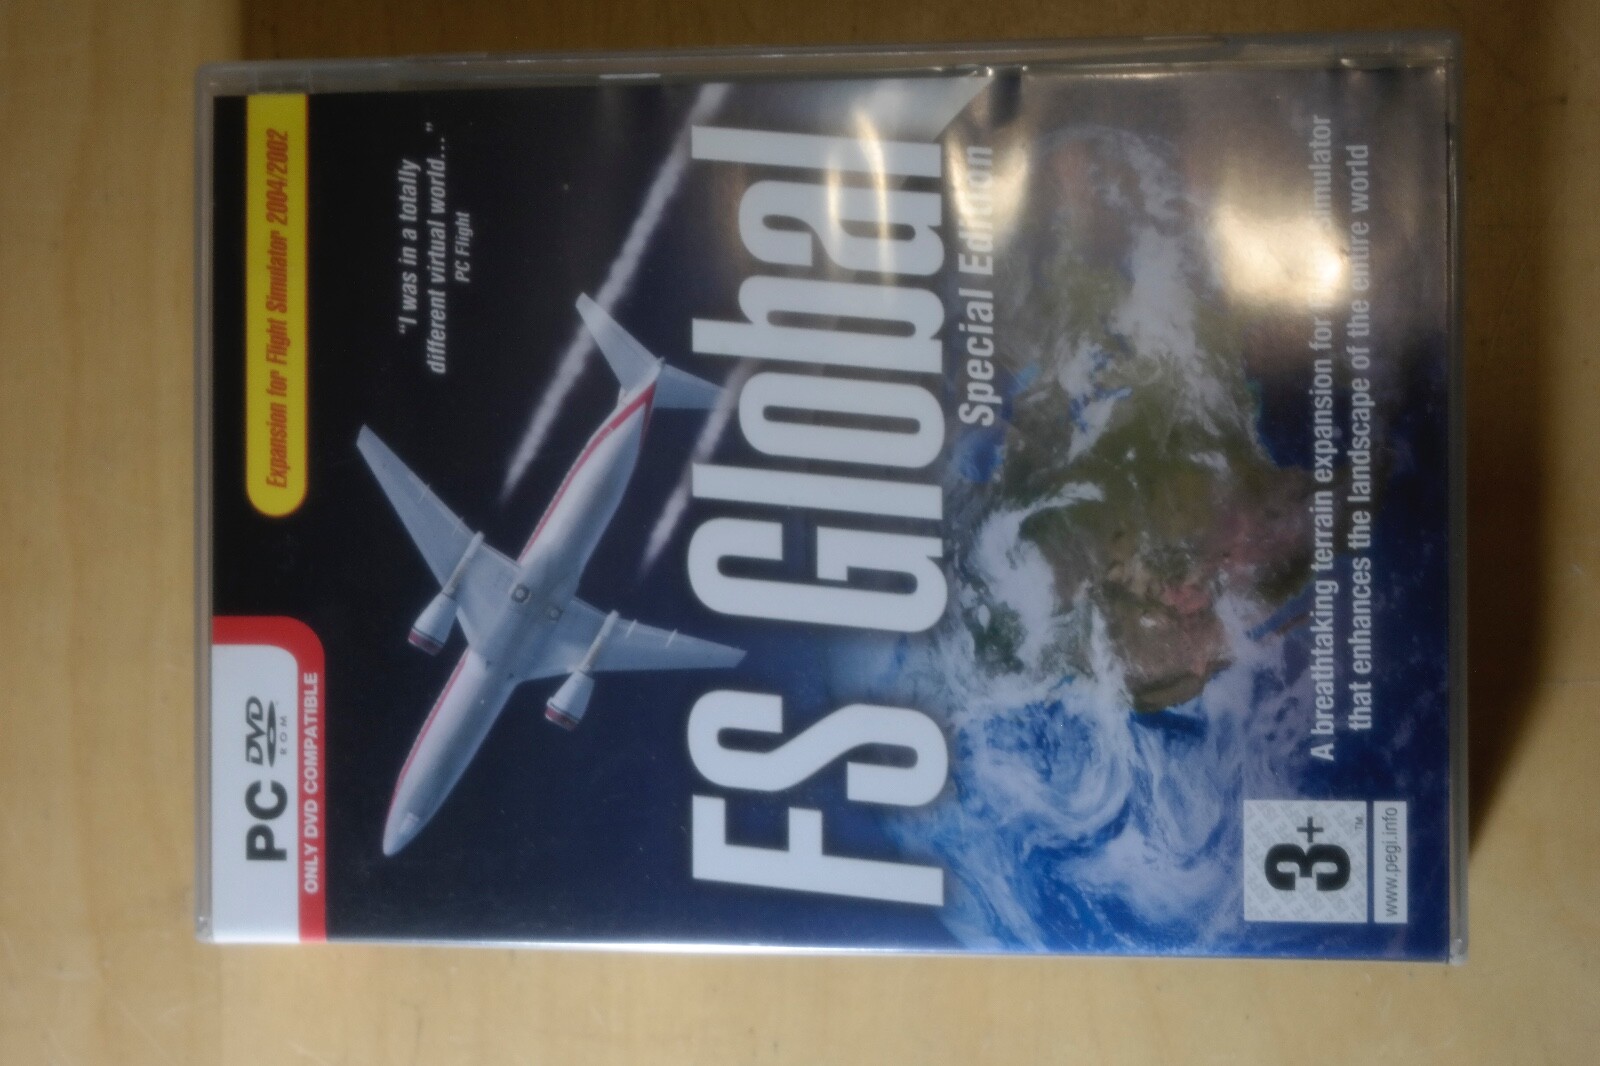 PC DVD
ROM
ONLY DVD COMPATIBLE
Expansion for Flight Simulator 2004/2002
“I was in a totally
different virtual world...”
PC Flight
FS Global
Special Edition
A breathtaking terrain expansion for Simulator
that enhances the landscape of the entire world
3+
™
www.pegi.info